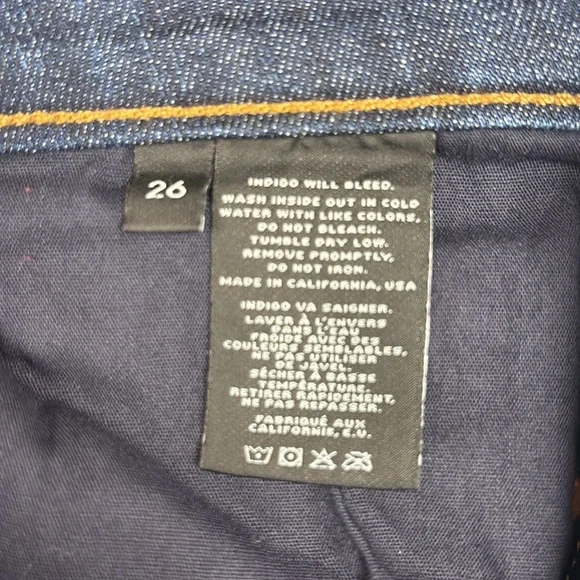 26
INDIGO WILL BLEED.
WASH INSIDE OUT IN COLD
WATER WITH LIKE COLORS,
DO NOT BLEACH.
TUMBLE DRY LOW.
REMOVE PROMPTLY,
DO NOT IRON.
MADE IN CALIFORNIA, USA
INDIGO VA SAIGNER.
LAVER À L'ENVERS
DANS L'EAU
FROIDE AVEC DES
COULEURS SEMBLABLES,
NE PAS UTILISER
DE JAVEL.
SÉCHER À BASSE
TEMPÉRATURE.
RETIRER RAPIDEMENT,
NE PAS REPASSER.
FABRIQUÉ AUX
CALIFORNIE, E.U.